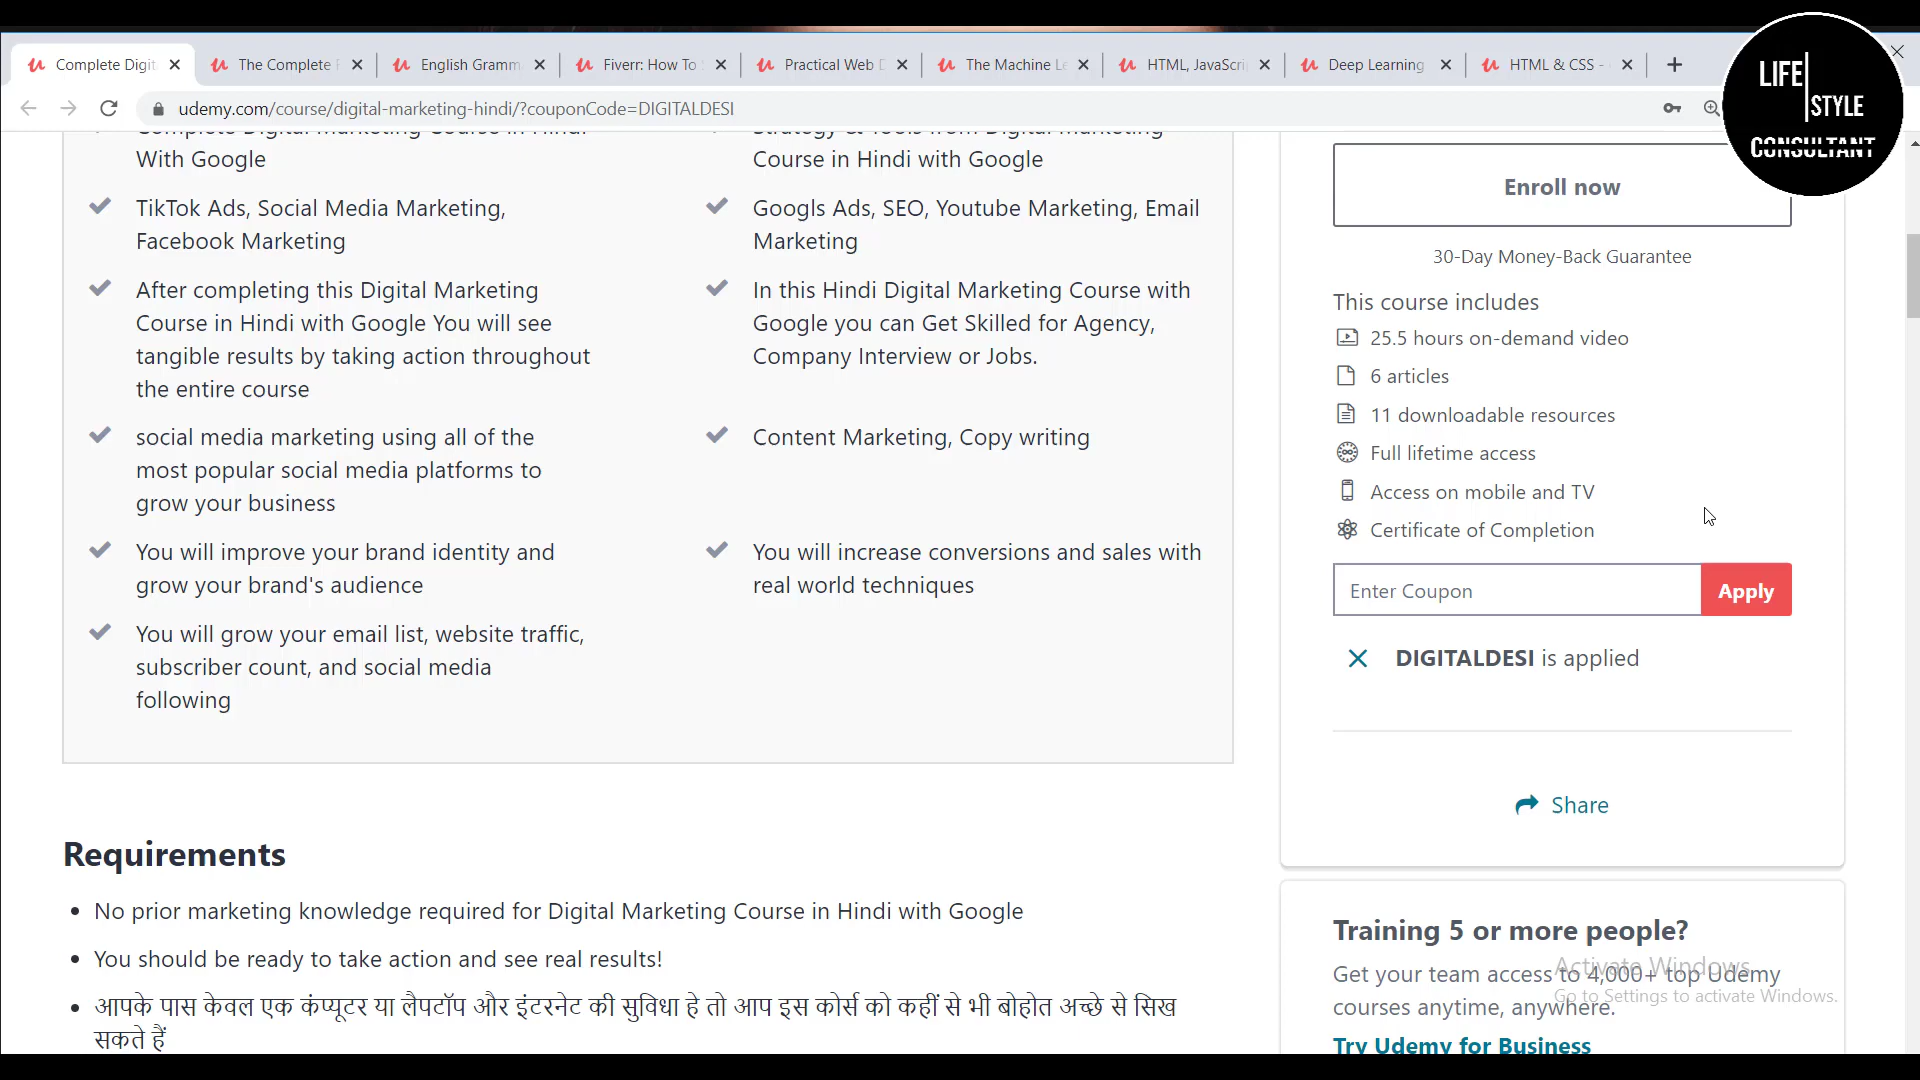 Complete Digit
The Complete
English Gramm
Fiverr: How To
Practical Web D
The Machine Le
HTML, JavaScri
Deep Learning
HTML & CSS -
LIFE
STYLE
CONSULTANT
udemy.com/course/digital-marketing-hindi/?couponCode=DIGITALDESI
Complete Digital Marketing Course in Hindi
With Google
TikTok Ads, Social Media Marketing,
Facebook Marketing
After completing this Digital Marketing
Course in Hindi with Google You will see
tangible results by taking action throughout
the entire course
social media marketing using all of the
most popular social media platforms to
grow your business
You will improve your brand identity and
grow your brand's audience
You will grow your email list, website traffic,
subscriber count, and social media
following
Strategy & Tools from Digital Marketing
Course in Hindi with Google
Googls Ads, SEO, Youtube Marketing, Email
Marketing
In this Hindi Digital Marketing Course with
Google you can Get Skilled for Agency,
Company Interview or Jobs.
Content Marketing, Copy writing
You will increase conversions and sales with
real world techniques
Requirements
No prior marketing knowledge required for Digital Marketing Course in Hindi with Google
You should be ready to take action and see real results!
आपके पास केवल एक कंप्यूटर या लैपटॉप और इंटरनेट की सुविधा हे तो आप इस कोर्स को कहीं से भी बोहोत अच्छे से सिख
सकते हैं
Enroll now
30-Day Money-Back Guarantee
This course includes
25.5 hours on-demand video
6 articles
11 downloadable resources
Full lifetime access
Access on mobile and TV
Certificate of Completion
Enter Coupon
Apply
DIGITALDESI is applied
Share
Training 5 or more people?
Get your team access to 4,000+ top Udemy
courses anytime, anywhere.
Try Udemy for Business
Activate Windows
Go to Settings to activate Windows.